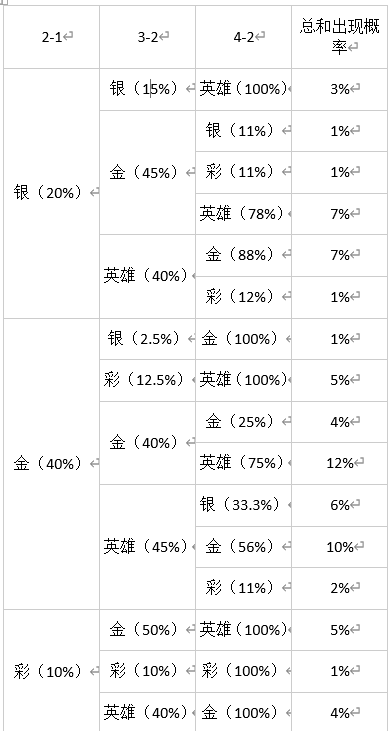 2-1 3-2 4-2 总和出现概
率
银（20%） 银（15%） 英雄（100%） 3%
金（45%） 银（11%） 1%
彩（11%） 1%
英雄（78%） 7%
英雄（40%） 金（88%） 7%
彩（12%） 1%
金（40%） 银（2.5%） 金（100%） 1%
彩（12.5%） 英雄（100%） 5%
金（40%） 金（25%） 4%
英雄（75%） 12%
英雄（45%） 银（33.3%） 6%
金（56%） 10%
彩（11%） 2%
彩（10%） 金（50%） 英雄（100%） 5%
彩（10%） 彩（100%） 1%
英雄（40%） 金（100%） 4%